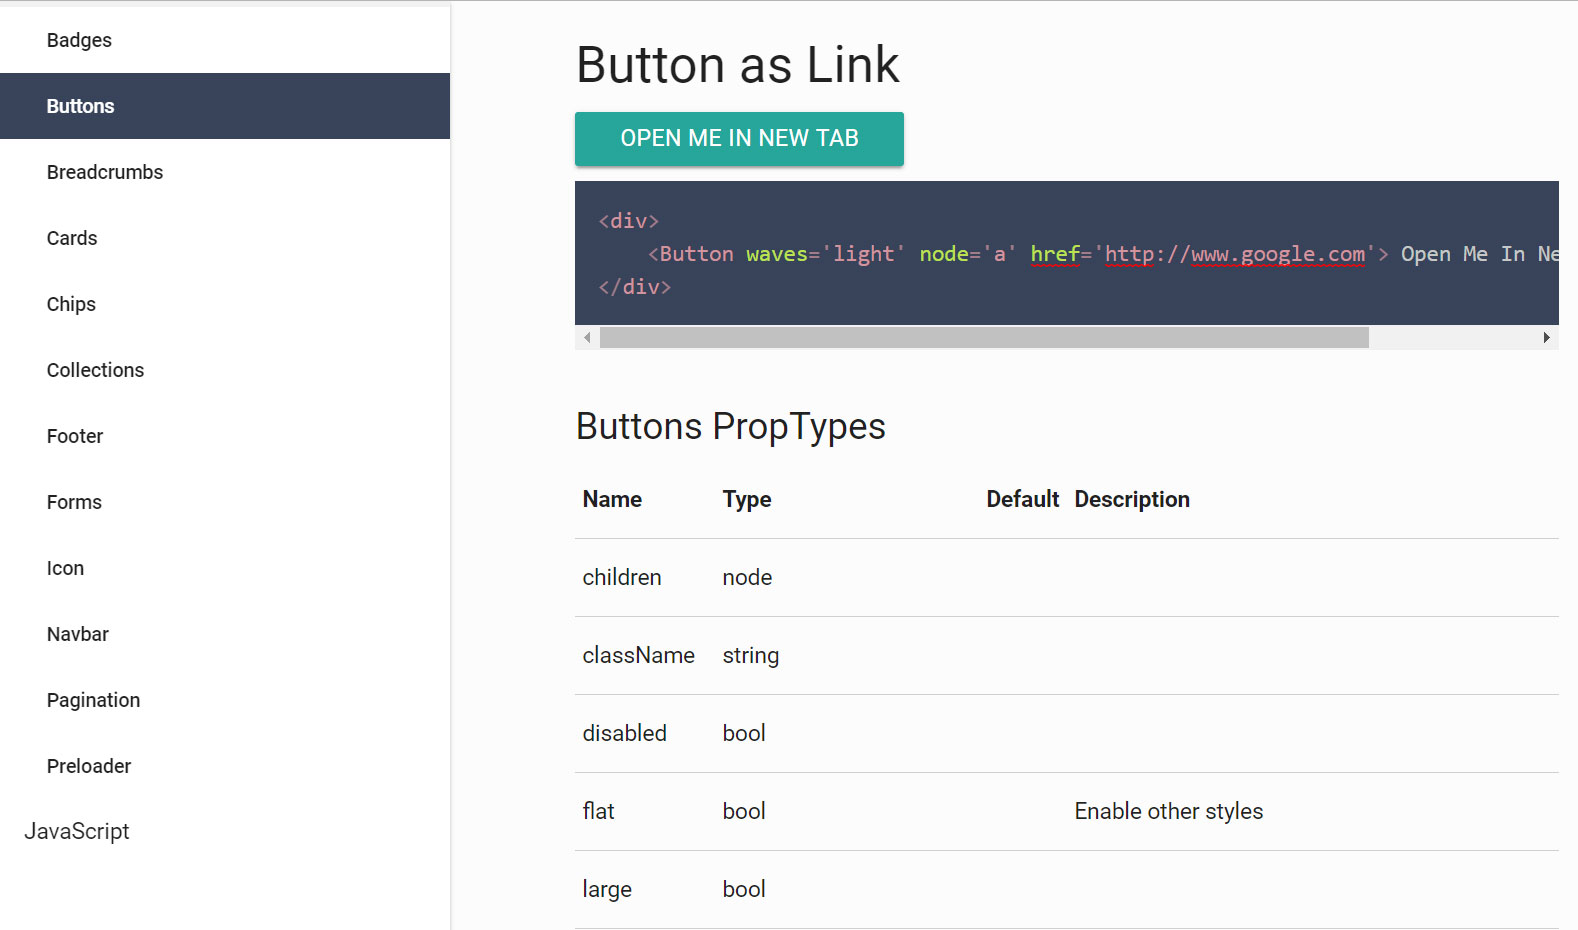 Badges
Buttons
Breadcrumbs
Cards
Chips
Collections
Footer
Forms
Icon
Navbar
Pagination
Preloader
JavaScript
Button as Link
OPEN ME IN NEW TAB
<div>
<Button waves='light' node='a' href='http://www.google.com'> Open Me In Ne
</div>
Buttons PropTypes
Name Type Default Description
children node
className string
disabled bool
flat bool Enable other styles
large bool